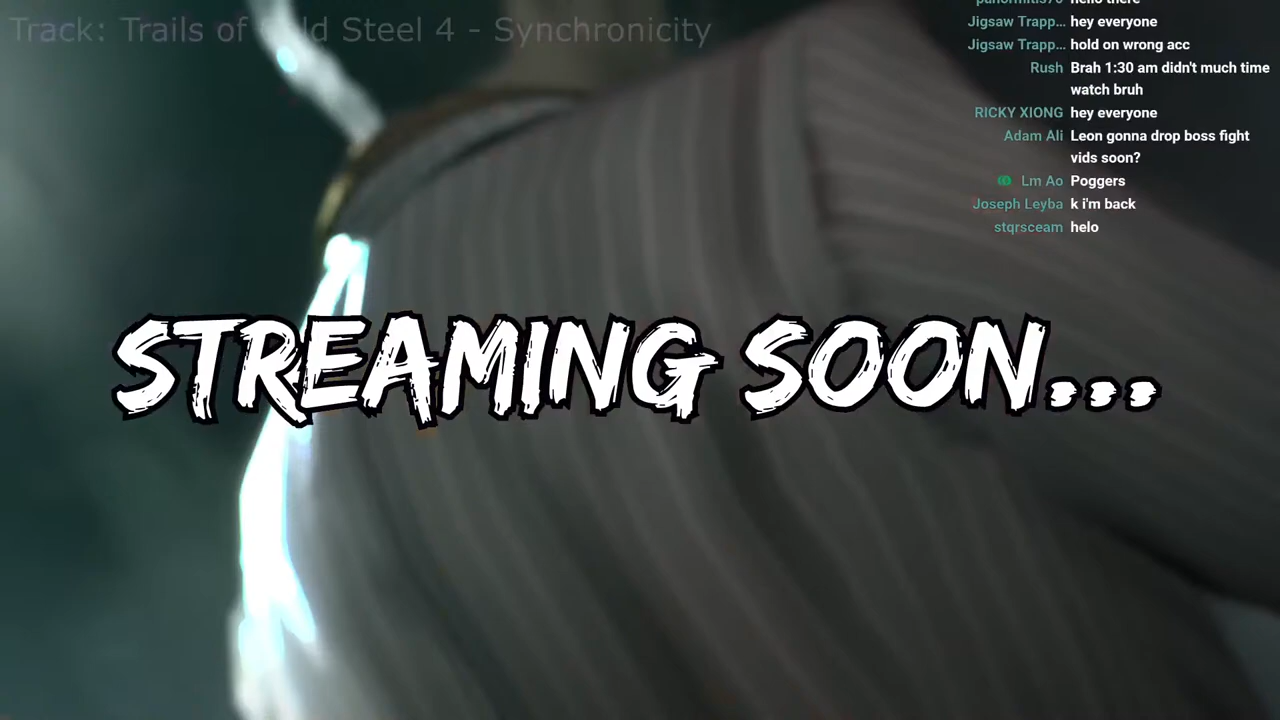 Track: Trails of Cold Steel 4 - Synchronicity
hello there
Jigsaw Trapp... hey everyone
Jigsaw Trapp... hold on wrong acc
Rush Brah 1:30 am didn't much time
watch bruh
RICKY XIONG hey everyone
Adam Ali Leon gonna drop boss fight
vids soon?
Lm Ao Poggers
Joseph Leyba k i'm back
stqrsceam helo
STREAMING SOON...